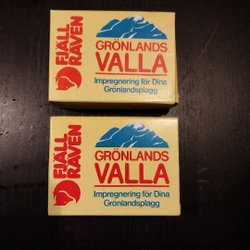 FJÄLL
RÄVEN
GRÖNLANDS
VALLA
Impregnering för Dina
Grönlandsplagg
FJÄLL
RÄVEN
GRÖNLANDS
VALLA
Impregnering för Dina
Grönlandsplagg